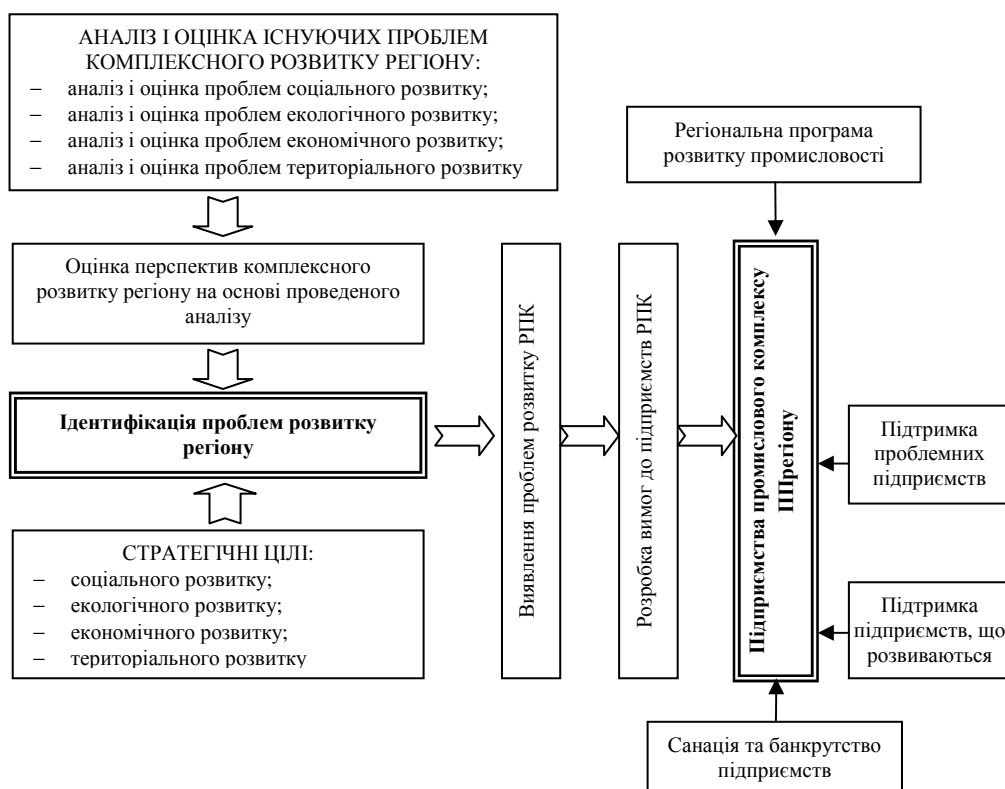 АНАЛІЗ І ОЦІНКА ІСНУЮЧИХ ПРОБЛЕМ
КОМПЛЕКСНОГО РОЗВИТКУ РЕГІОНУ:
– аналіз і оцінка проблем соціального розвитку;
– аналіз і оцінка проблем екологічного розвитку;
– аналіз і оцінка проблем економічного розвитку;
– аналіз і оцінка проблем територіального розвитку
Оцінка перспектив комплексного
розвитку регіону на основі проведеного
аналізу
Ідентифікація проблем розвитку
регіону
СТРАТЕГІЧНІ ЦІЛІ:
– соціального розвитку;
– екологічного розвитку;
– економічного розвитку;
– територіального розвитку
Виявлення проблем розвитку РПК
Розробка вимог до підприємств РПК
Регіональна програма
розвитку промисловості
Підприємства промислового комплексу
ППрегіону
Підтримка
проблемних
підприємств
Підтримка
підприємств, що
розвиваються
Санація та банкрутство
підприємств